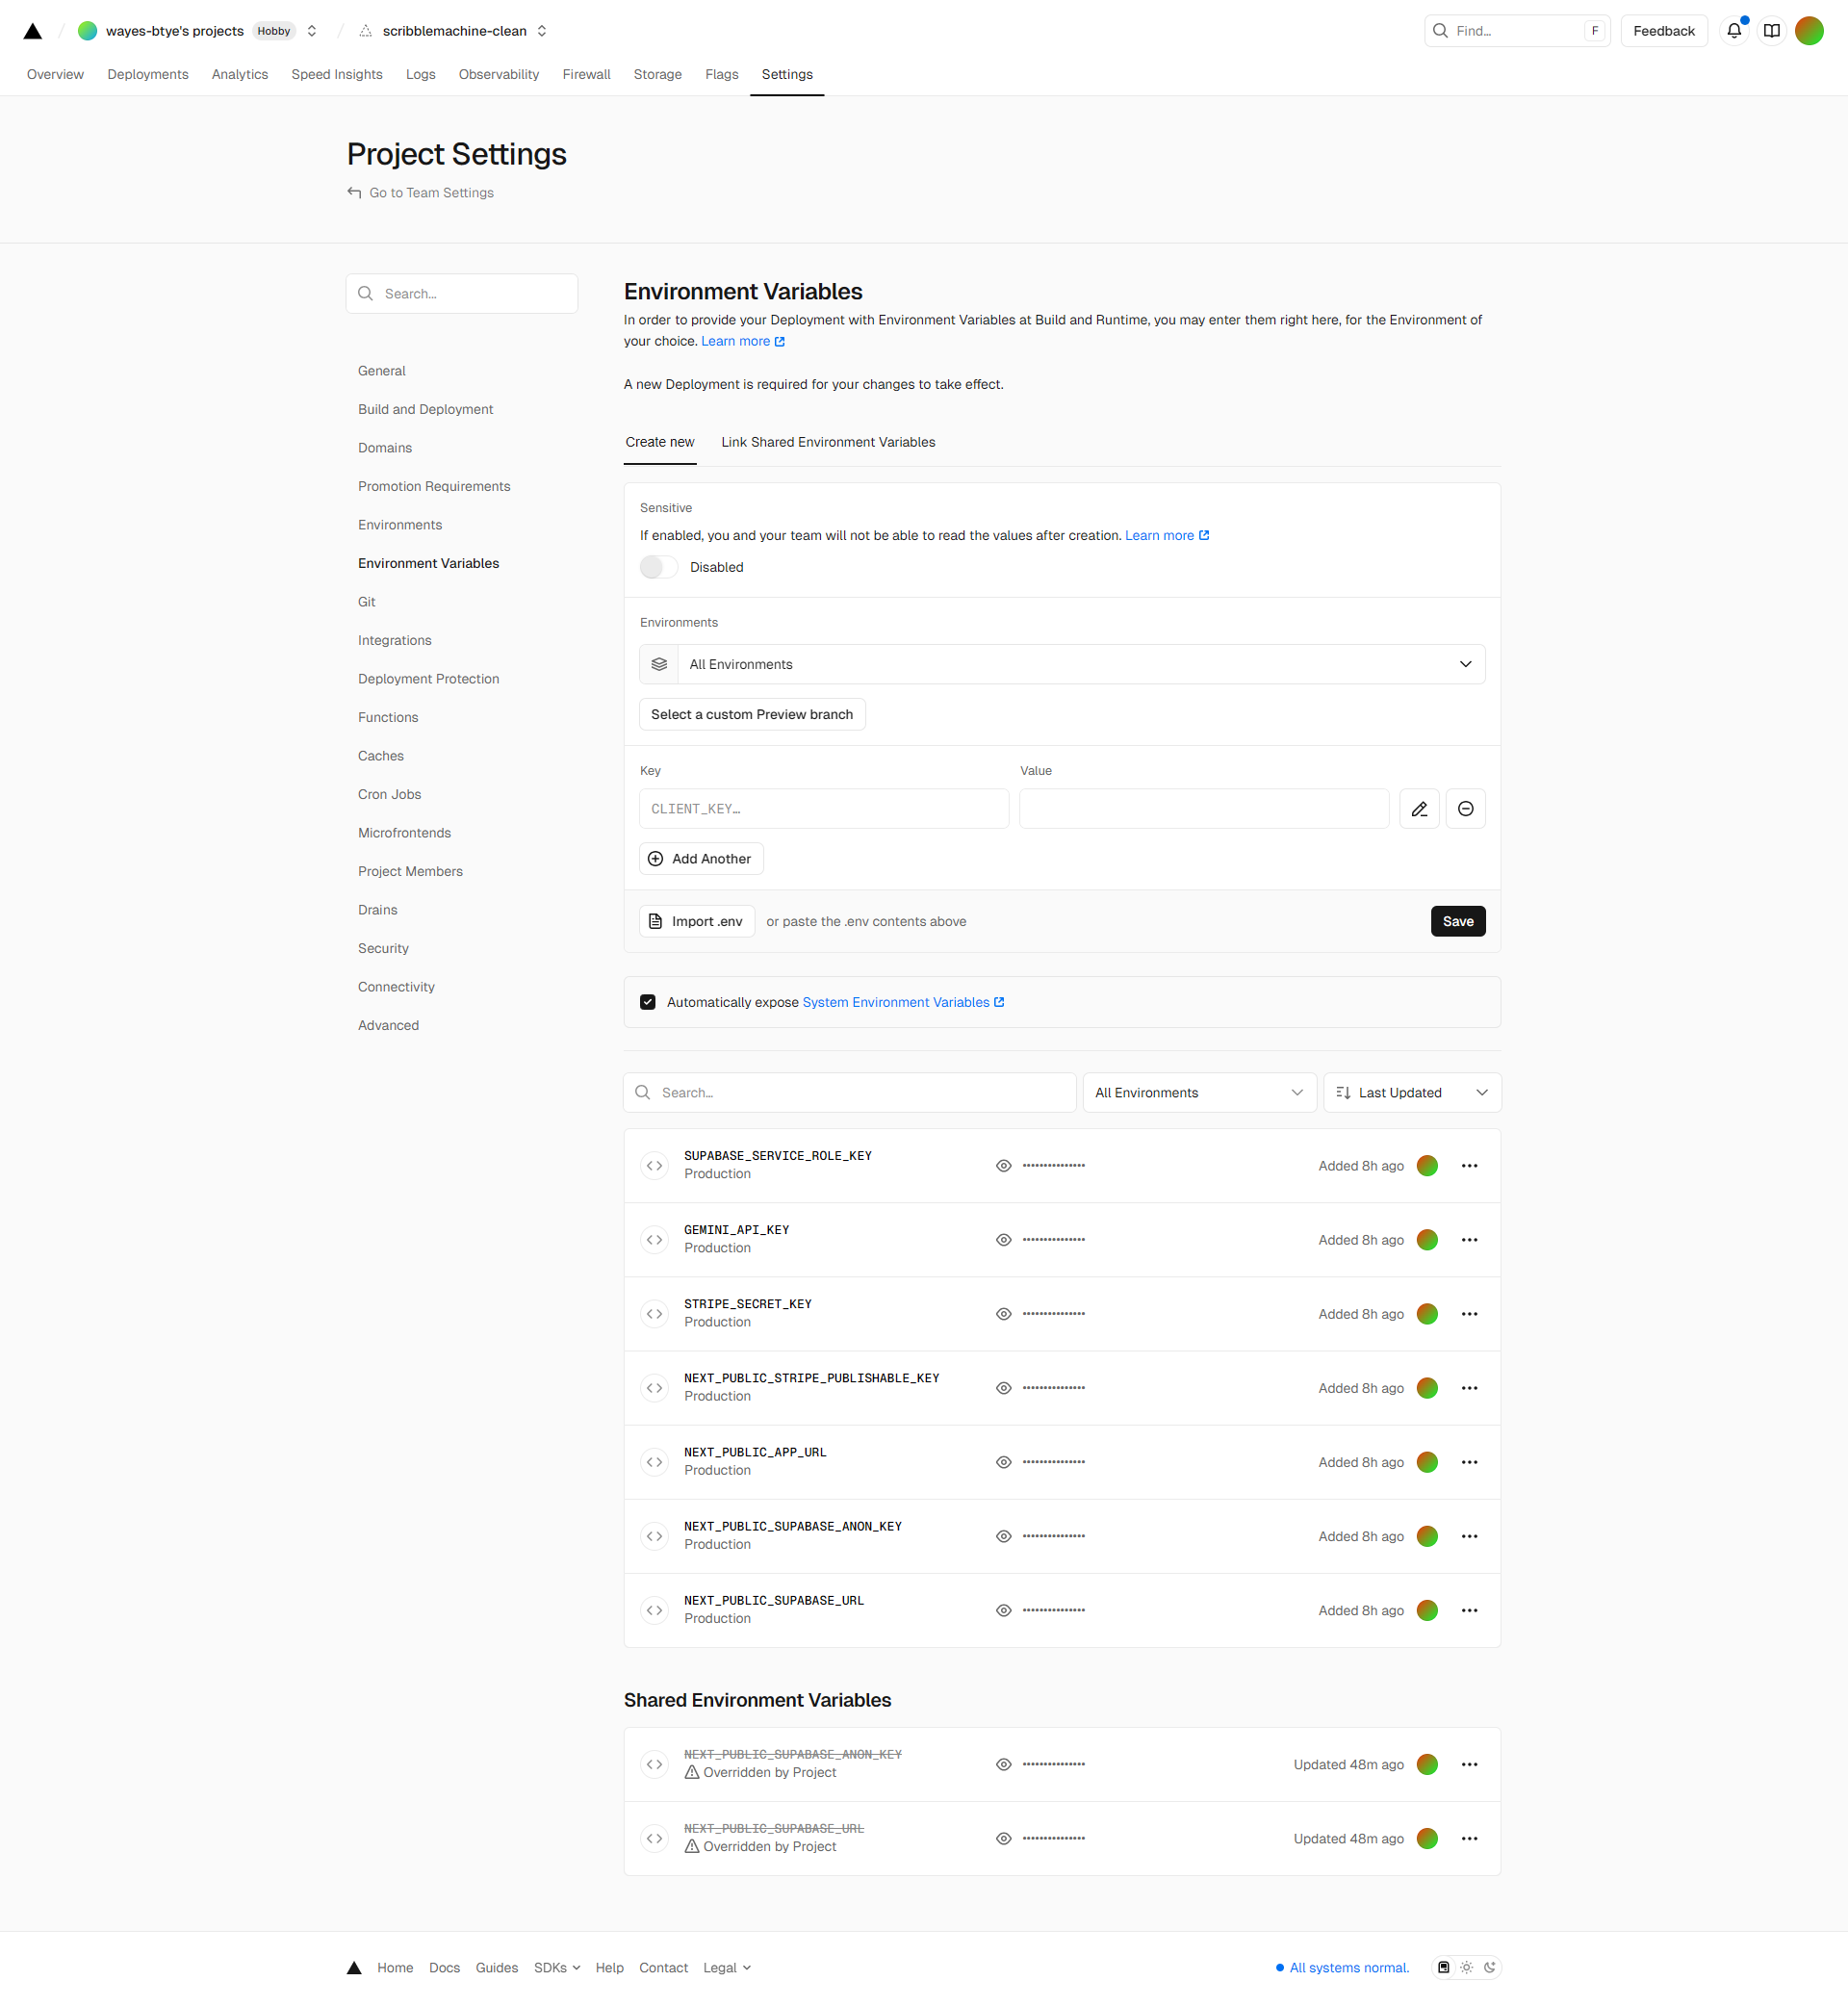 wayes-btye's projects Hobby
scribblemachine-clean
Find... F
Feedback
Overview Deployments Analytics Speed Insights Logs Observability Firewall Storage Flags Settings
Project Settings
Go to Team Settings
Search...
General
Build and Deployment
Domains
Promotion Requirements
Environments
Environment Variables
Git
Integrations
Deployment Protection
Functions
Caches
Cron Jobs
Microfrontends
Project Members
Drains
Security
Connectivity
Advanced
Environment Variables
In order to provide your Deployment with Environment Variables at Build and Runtime, you may enter them right here, for the Environment of
your choice. Learn more
A new Deployment is required for your changes to take effect.
Create new Link Shared Environment Variables
Sensitive
If enabled, you and your team will not be able to read the values after creation. Learn more
Disabled
Environments
All Environments
Select a custom Preview branch
Key Value
CLIENT_KEY...
Add Another
Import .env or paste the .env contents above Save
Automatically expose System Environment Variables
Search... All Environments Last Updated
SUPABASE_SERVICE_ROLE_KEY
Production
••••••••••••••• Added 8h ago
GEMINI_API_KEY
Production
••••••••••••••• Added 8h ago
STRIPE_SECRET_KEY
Production
••••••••••••••• Added 8h ago
NEXT_PUBLIC_STRIPE_PUBLISHABLE_KEY
Production
••••••••••••••• Added 8h ago
NEXT_PUBLIC_APP_URL
Production
••••••••••••••• Added 8h ago
NEXT_PUBLIC_SUPABASE_ANON_KEY
Production
••••••••••••••• Added 8h ago
NEXT_PUBLIC_SUPABASE_URL
Production
••••••••••••••• Added 8h ago
Shared Environment Variables
NEXT_PUBLIC_SUPABASE_ANON_KEY
Overridden by Project
••••••••••••••• Updated 48m ago
NEXT_PUBLIC_SUPABASE_URL
Overridden by Project
••••••••••••••• Updated 48m ago
Home Docs Guides SDKs Help Contact Legal
All systems normal.